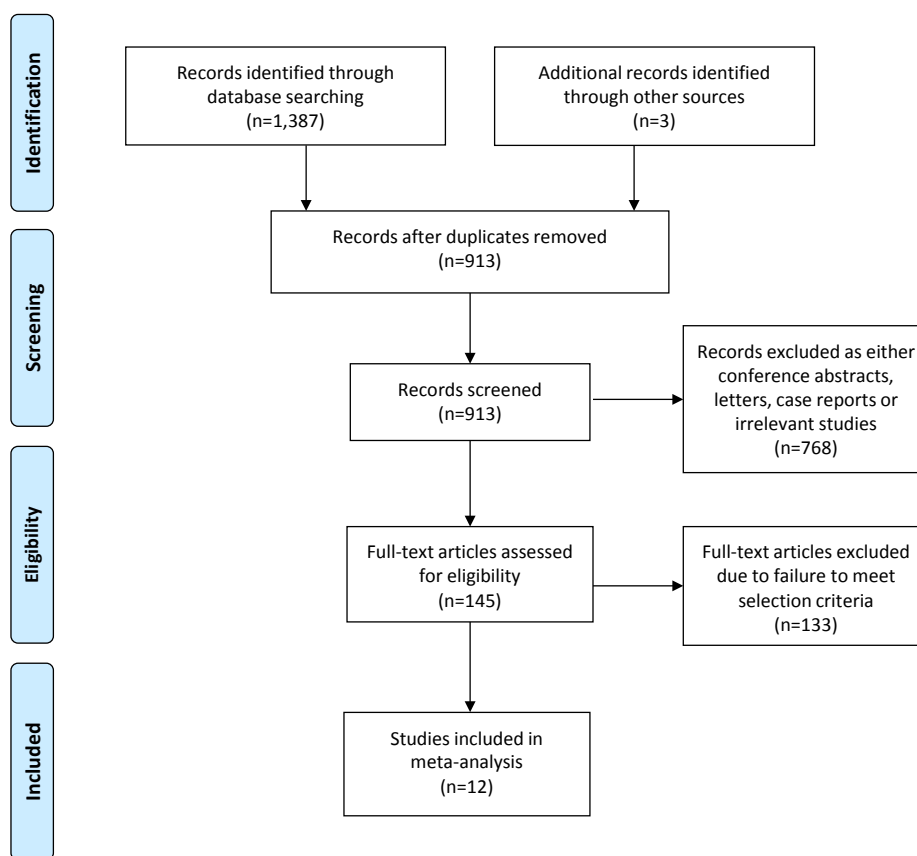 Identification
Records identified through
database searching
(n=1,387)
Additional records identified
through other sources
(n=3)
Records after duplicates removed
(n=913)
Screening
Records screened
(n=913)
Records excluded as either
conference abstracts,
letters, case reports or
irrelevant studies
(n=768)
Eligibility
Full-text articles assessed
for eligibility
(n=145)
Full-text articles excluded
due to failure to meet
selection criteria
(n=133)
Included
Studies included in
meta-analysis
(n=12)